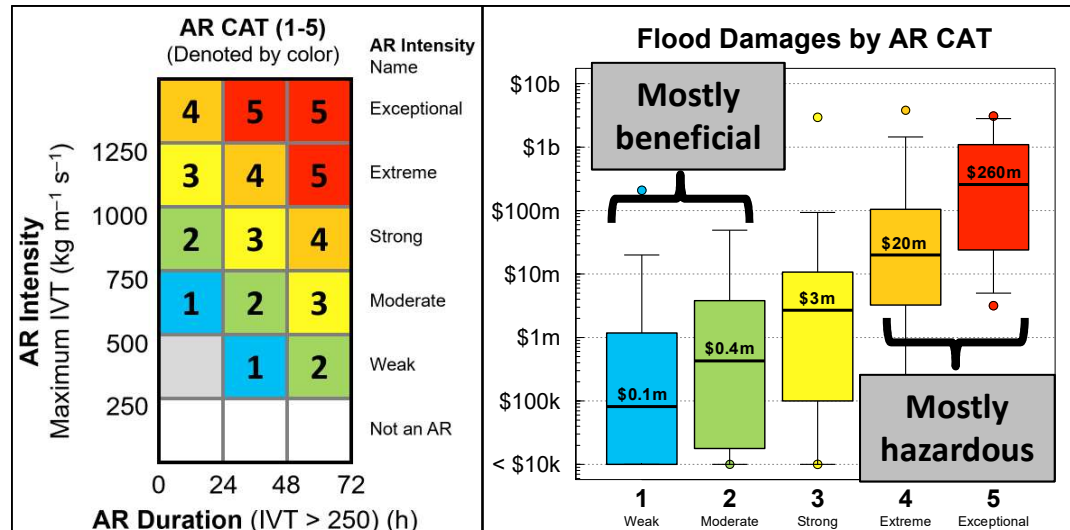 AR CAT (1-5)
(Denoted by color)
AR Intensity
Name
4 5 5 Exceptional
1250
3 4 5 Extreme
1000
2 3 4 Strong
750
1 2 3 Moderate
500
1 2 Weak
250
Not an AR
0 24 48 72
AR Duration (IVT > 250) (h)
AR Intensity
Maximum IVT (kg m⁻¹ s⁻¹)
Flood Damages by AR CAT
$10b
$1b
$100m
$10m
$1m
$100k
< $10k
Mostly
beneficial
$0.1m
$0.4m
$3m
$20m
$260m
Mostly
hazardous
1 2 3 4 5
Weak Moderate Strong Extreme Exceptional